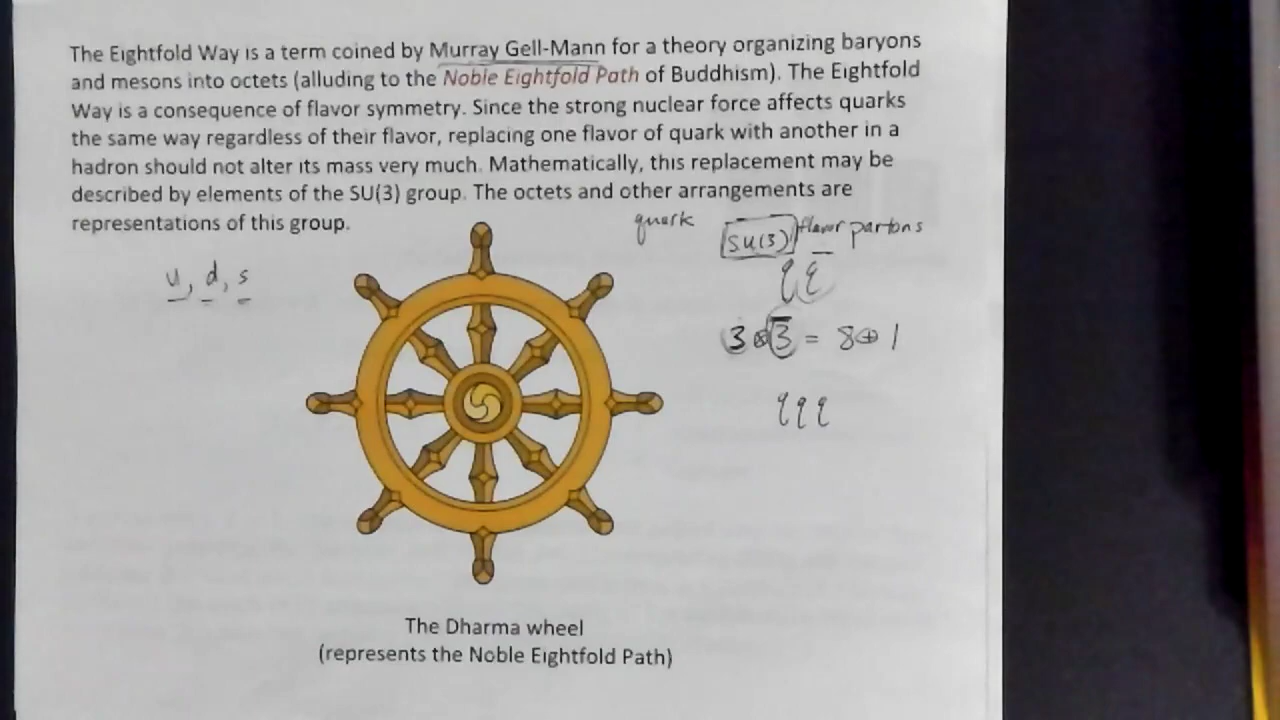 The Eightfold Way is a term coined by Murray Gell-Mann for a theory organizing baryons
and mesons into octets (alluding to the Noble Eightfold Path of Buddhism). The Eightfold
Way is a consequence of flavor symmetry. Since the strong nuclear force affects quarks
the same way regardless of their flavor, replacing one flavor of quark with another in a
hadron should not alter its mass very much. Mathematically, this replacement may be
described by elements of the SU(3) group. The octets and other arrangements are
representations of this group.
quark
SU(3) flavor partons
u, d, s
q q̅
3 ⊗ 3̅ = 8 ⊕ 1
q q q
The Dharma wheel
(represents the Noble Eightfold Path)